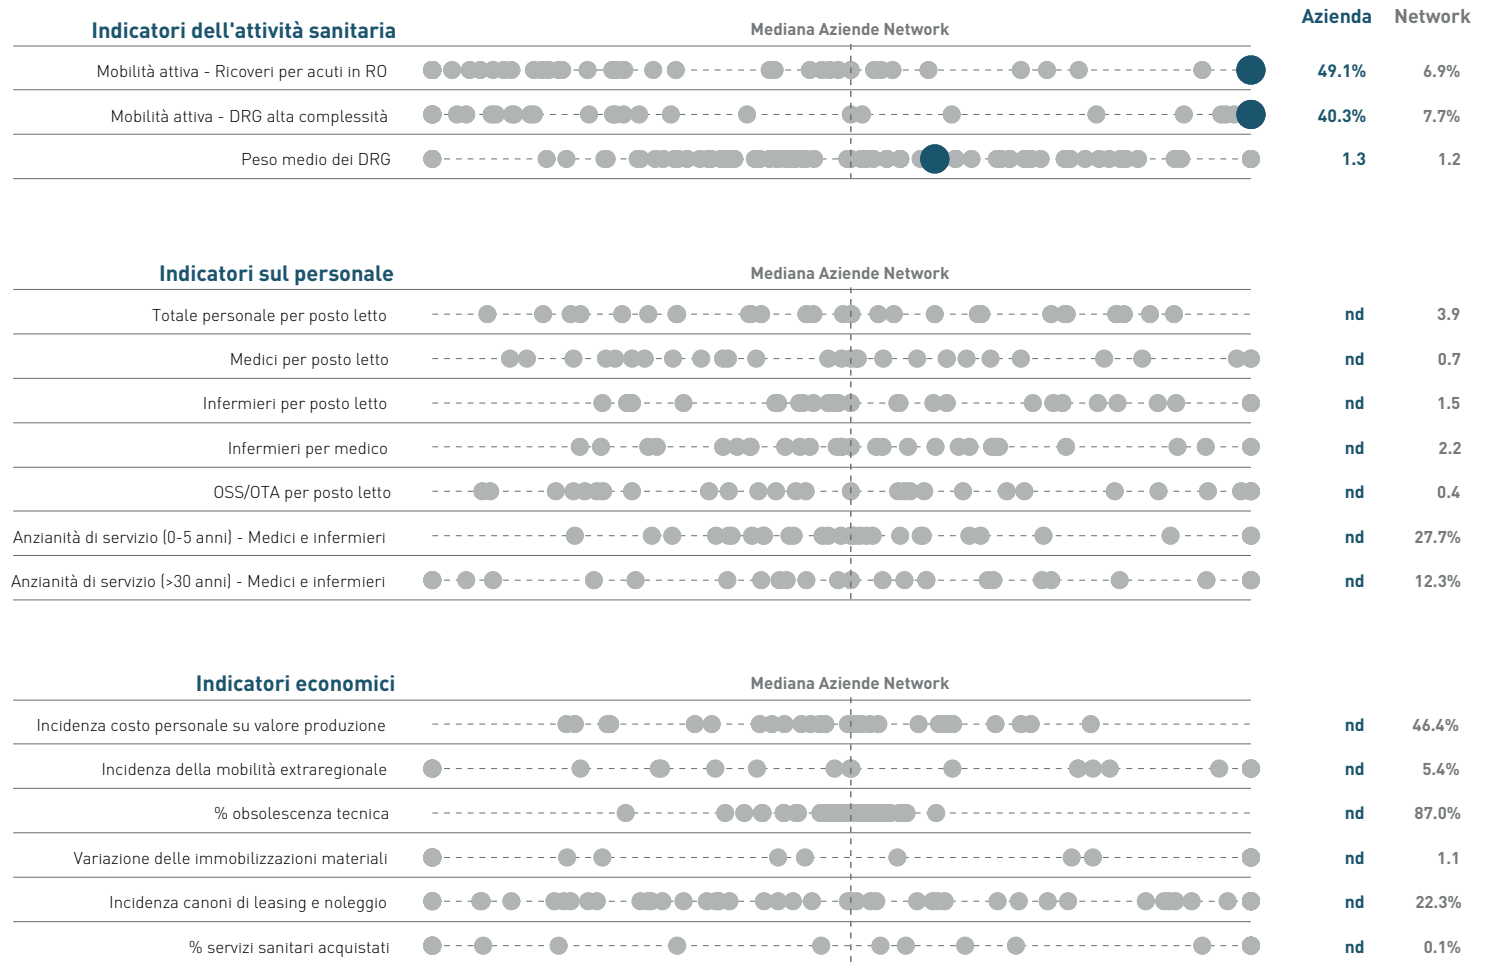 Azienda Network
Indicatori dell'attività sanitaria Mediana Aziende Network
Mobilità attiva - Ricoveri per acuti in RO 49.1% 6.9%
Mobilità attiva - DRG alta complessità 40.3% 7.7%
Peso medio dei DRG 1.3 1.2
Indicatori sul personale Mediana Aziende Network
Totale personale per posto letto nd 3.9
Medici per posto letto nd 0.7
Infermieri per posto letto nd 1.5
Infermieri per medico nd 2.2
OSS/OTA per posto letto nd 0.4
Anzianità di servizio (0-5 anni) - Medici e infermieri nd 27.7%
Anzianità di servizio (>30 anni) - Medici e infermieri nd 12.3%
Indicatori economici Mediana Aziende Network
Incidenza costo personale su valore produzione nd 46.4%
Incidenza della mobilità extraregionale nd 5.4%
% obsolescenza tecnica nd 87.0%
Variazione delle immobilizzazioni materiali nd 1.1
Incidenza canoni di leasing e noleggio nd 22.3%
% servizi sanitari acquistati nd 0.1%